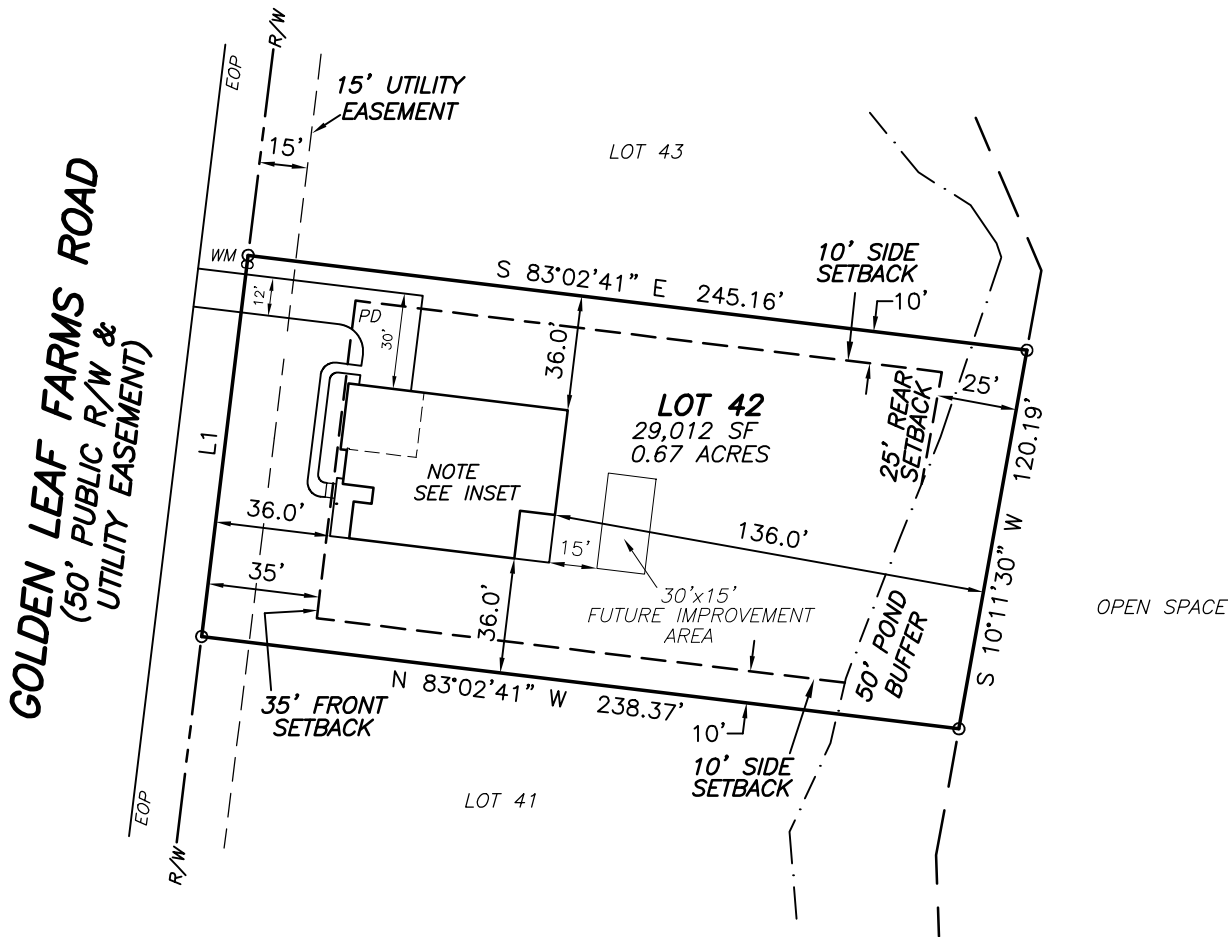 R/W
EOP
15' UTILITY
EASEMENT
15'
LOT 43
GOLDEN LEAF FARMS ROAD
(50' PUBLIC R/W &
UTILITY EASEMENT)
WM
S 83°02'41" E 245.16'
10' SIDE
SETBACK
10'
12'
PD
30'
36.0'
25' REAR
SETBACK
25'
LOT 42
29,012 SF
0.67 ACRES
L1
NOTE
SEE INSET
S 10°11'30" W 120.19'
36.0'
136.0'
15'
35'
30'x15'
FUTURE IMPROVEMENT
AREA
OPEN SPACE
36.0'
50' POND
BUFFER
N 83°02'41" W 238.37'
35' FRONT
SETBACK
10'
10' SIDE
SETBACK
LOT 41
EOP
R/W